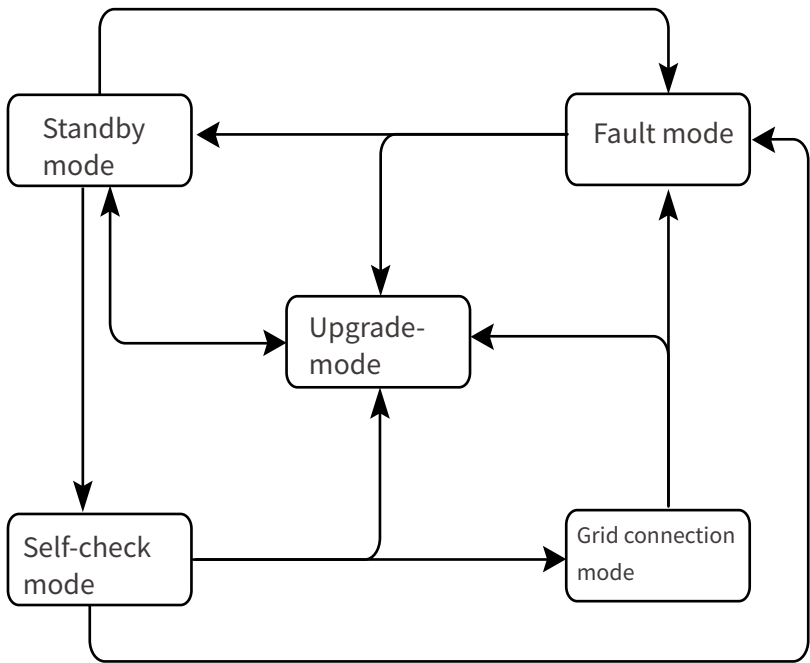 Standby
mode
Fault mode
Upgrade-
mode
Self-check
mode
Grid connection
mode